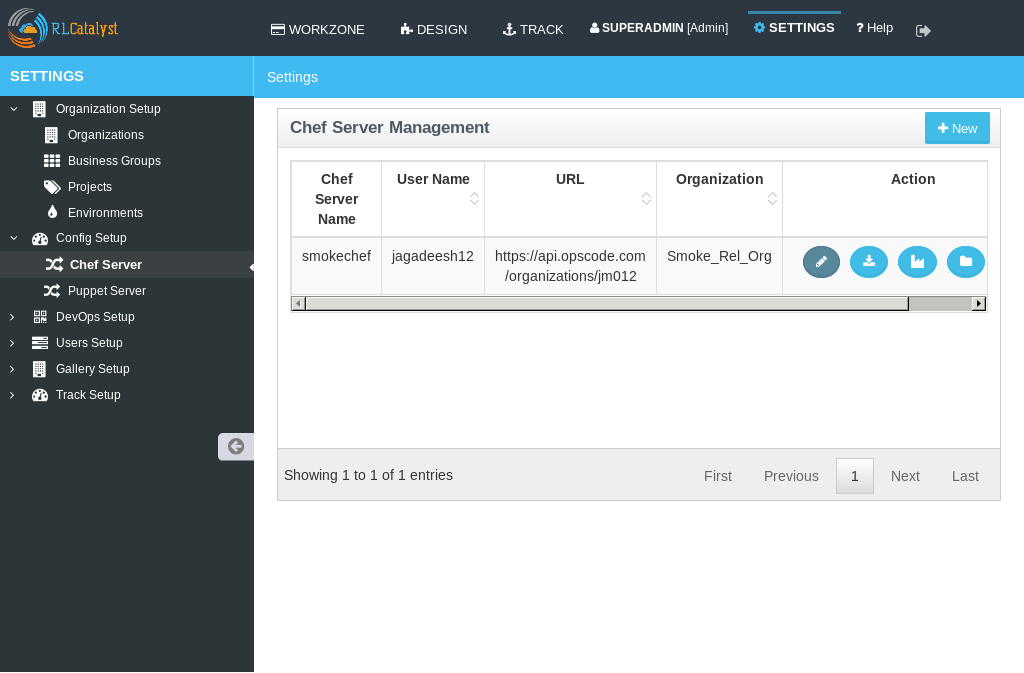 RLCatalyst
WORKZONE
DESIGN
TRACK
SUPERADMIN [Admin]
SETTINGS
? Help
SETTINGS
Organization Setup
Organizations
Business Groups
Projects
Environments
Config Setup
Chef Server
Puppet Server
DevOps Setup
Users Setup
Gallery Setup
Track Setup
Settings
Chef Server Management
New
Chef
Server
Name
User Name
URL
Organization
Action
smokechef
jagadeesh12
https://api.opscode.com
/organizations/jm012
Smoke_Rel_Org
Showing 1 to 1 of 1 entries
First
Previous
1
Next
Last